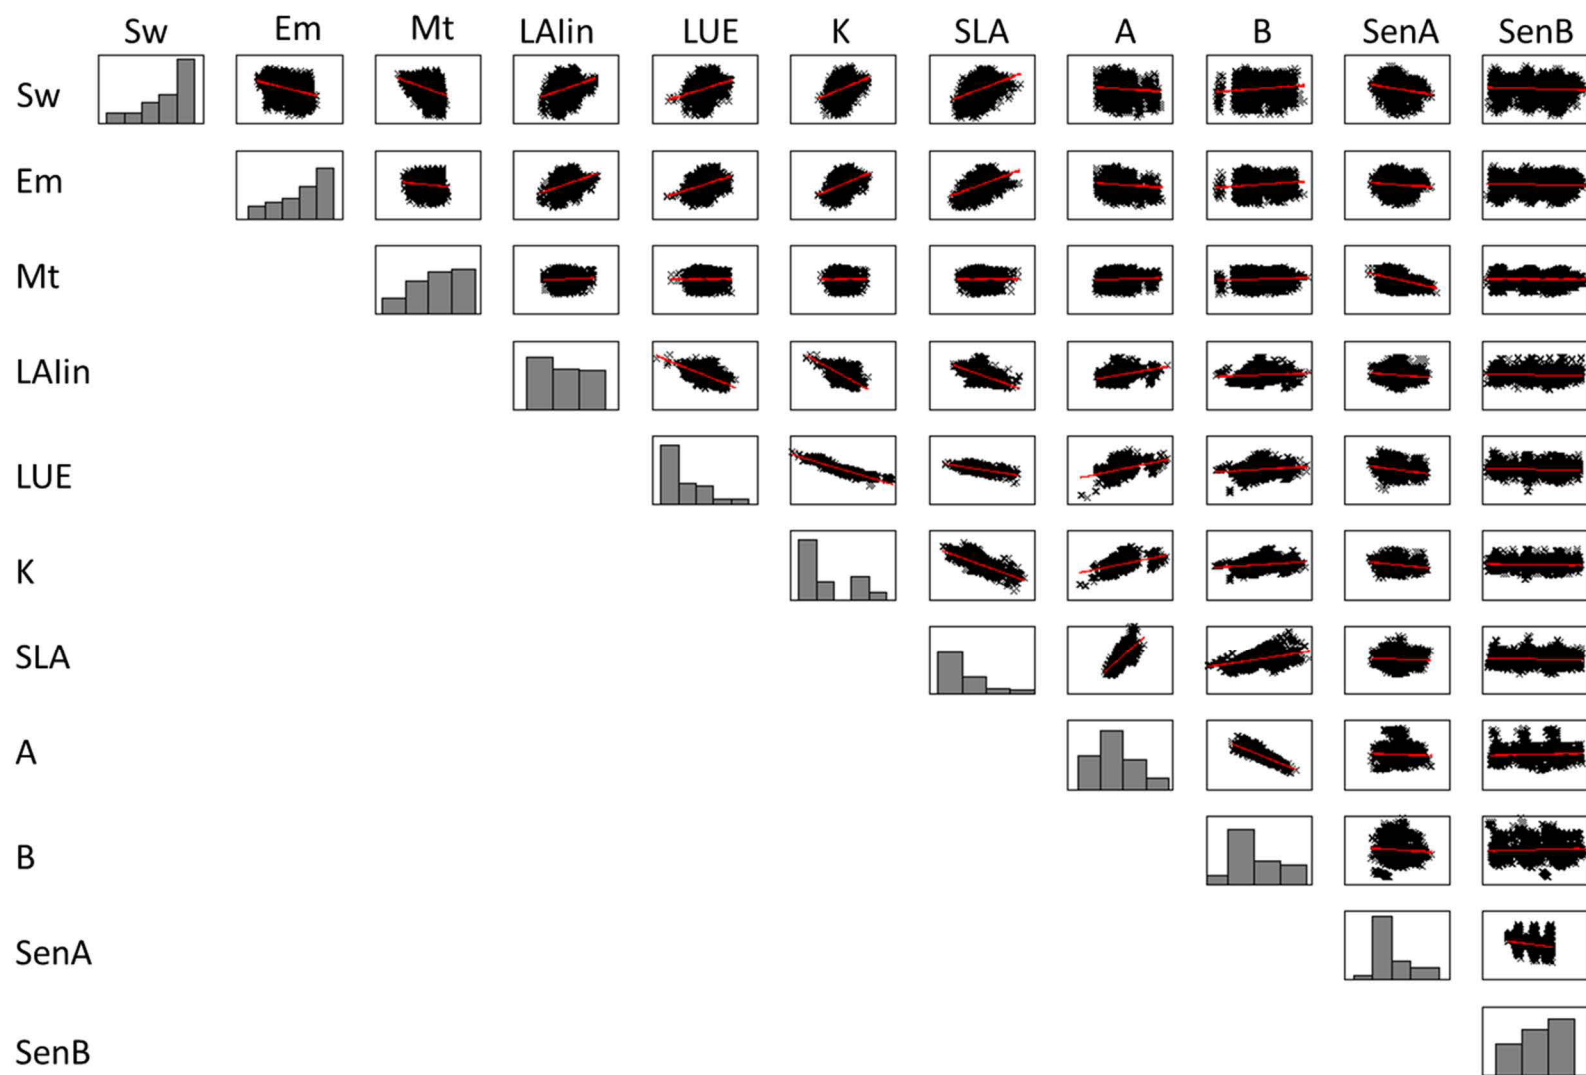 Sw Em Mt LAIin LUE K SLA A B SenA SenB
Sw
Em
Mt
LAIin
LUE
K
SLA
A
B
SenA
SenB